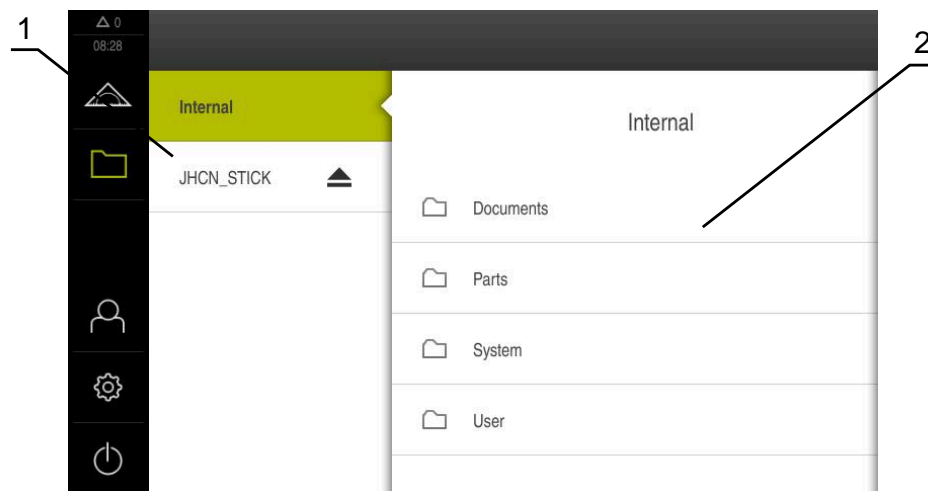 1
2
0
08:28
Internal
JHCN_STICK
Internal
Documents
Parts
System
User